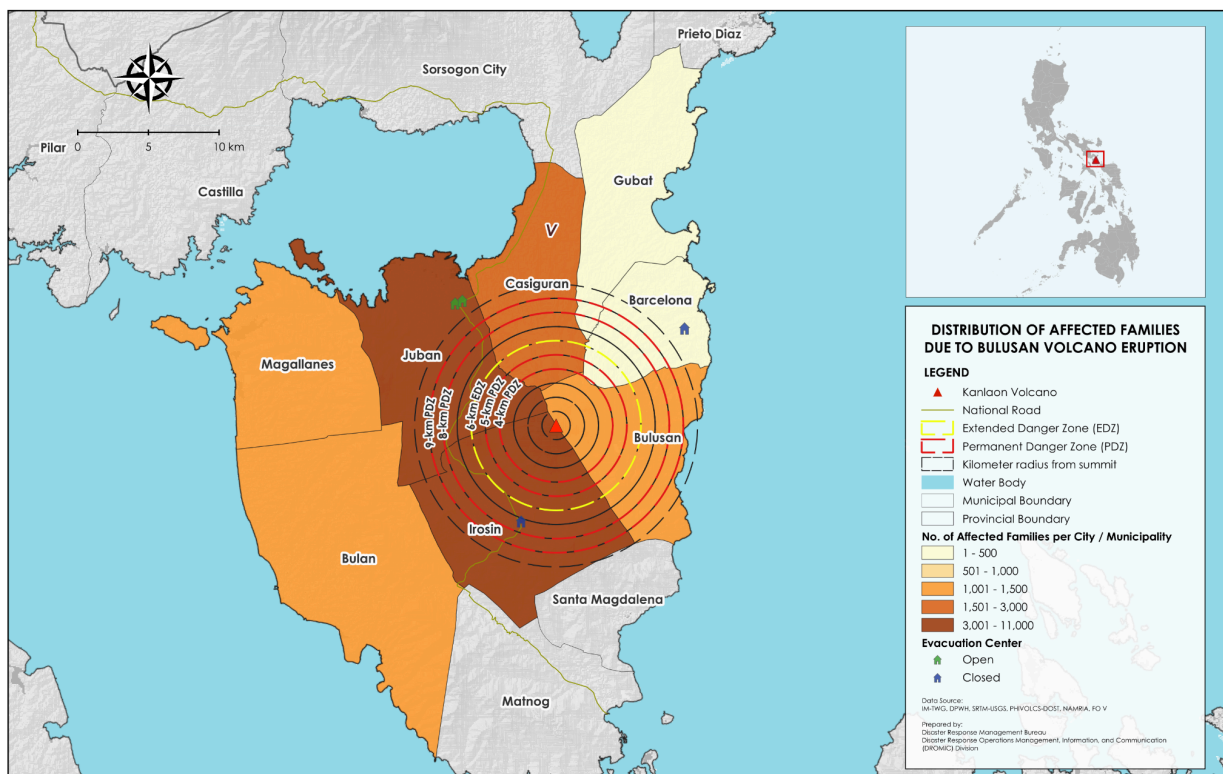 Prieto Diaz
Sorsogon City
0 5 10 km
Pilar
Castilla
Gubat
V
Casiguran
Barcelona
Juban
Magallanes
9-km PDZ
8-km PDZ
6-km EDZ
5-km PDZ
4-km PDZ
Bulusan
Irosin
Bulan
Santa Magdalena
Matnog
DISTRIBUTION OF AFFECTED FAMILIES
DUE TO BULUSAN VOLCANO ERUPTION
LEGEND
Kanlaon Volcano
National Road
Extended Danger Zone (EDZ)
Permanent Danger Zone (PDZ)
Kilometer radius from summit
Water Body
Municipal Boundary
Provincial Boundary
No. of Affected Families per City / Municipality
1 - 500
501 - 1,000
1,001 - 1,500
1,501 - 3,000
3,001 - 11,000
Evacuation Center
Open
Closed
Data Source:
IM-TWG, DPWH, SRTM-USGS, PHIVOLCS-DOST, NAMRIA, FO V
Prepared by:
Disaster Response Management Bureau
Disaster Response Operations Management, Information, and Communication
(DROMIC) Division